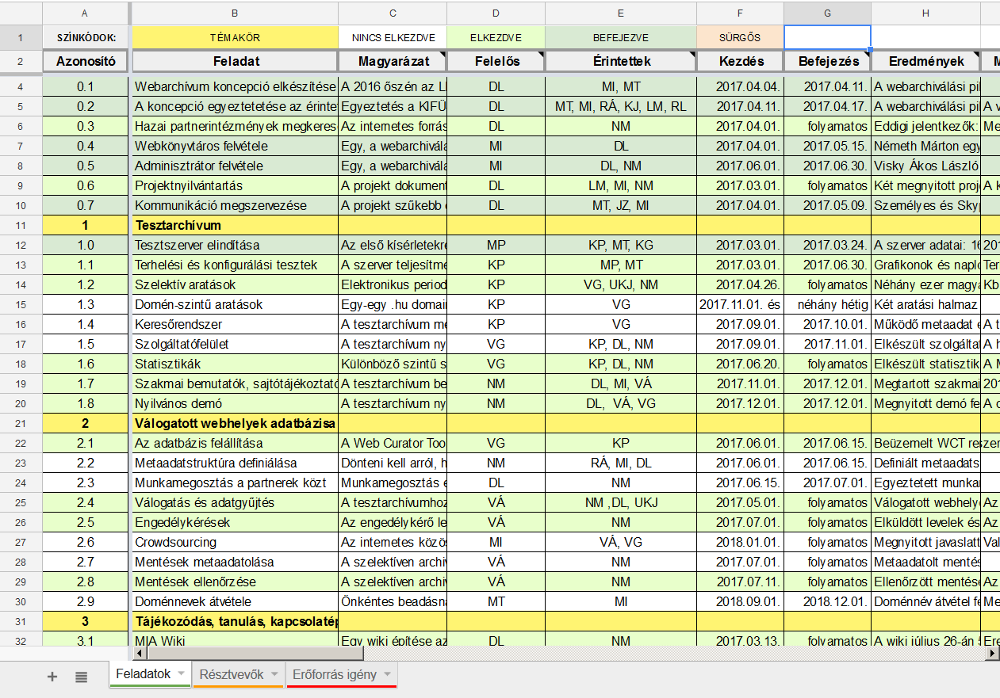 A B C D E F G H
1 SZÍNKÓDOK: TÉMAKÖR NINCS ELKEZDVE ELKEZDVE BEFEJEZVE SÜRGŐS
2 Azonosító Feladat Magyarázat Felelős Érintettek Kezdés Befejezés Eredmények M
4 0.1 Webarchívum koncepció elkészítése A 2016 őszén az DL MI, MT 2017.04.04. 2017.04.11. A webarchiválási
5 0.2 A koncepció egyeztetetése az Egyeztetés a KIFÜ DL MT, MI, RÁ, KJ, LM, RL 2017.04.11. 2017.04.17. A webarchiválási A v
6 0.3 Hazai partnerintézmények megkeres Az internetes forrás DL NM 2017.04.01. folyamatos Eddigi jelentkezők: Me
7 0.4 Webkönyvtáros felvétele Egy, a webarchivála MI DL 2017.04.01. 2017.05.15. Németh Márton egy
8 0.5 Adminisztrátor felvétele Egy, a webarchivála MI DL, NM 2017.06.01. 2017.06.30. Visky Ákos László
9 0.6 Projektnyilvántartás A projekt dokument DL LM, MI, NM 2017.03.01. folyamatos Két megnyitott proj A k
10 0.7 Kommunikáció megszervezése A projekt szűkebb DL MT, JZ, MI 2017.04.01. 2017.05.09. Személyes és Skyp
11 1 Tesztarchívum
12 1.0 Tesztszerver elindítása Az első kísérletekre MP KP, MT, KG 2017.03.01. 2017.03.24. A szerver adatai: 16 201
13 1.1 Terhelési és konfigurálási tesztek A szerver teljesítme KP MP, MT 2017.03.01. 2017.06.30. Grafikonok és napló Ter
14 1.2 Szelektív aratások Elektronikus period KP VG, UKJ, NM 2017.04.26. folyamatos Néhány ezer magya Kb
15 1.3 Domén-szintű aratások Egy-egy .hu domain KP VG 2017.11.01. és néhány hétig Két aratási halmaz
16 1.4 Keresőrendszer A tesztarchívum me KP VG 2017.09.01. 2017.10.01. Működő metaadat A t
17 1.5 Szolgáltatófelület A tesztarchívum ny VG KP, DL, NM 2017.09.01. 2017.11.01. Elkészült szolgálta A h
18 1.6 Statisztikák Különböző szintű s VG KP, DL, NM 2017.06.20. folyamatos Elkészült statisztik A M
19 1.7 Szakmai bemutatók, sajtótájékoztató A tesztarchívum be NM DL, MI, VÁ 2017.11.01. 2017.12.01. Megtartott szakmai 201
20 1.8 Nyilvános demó A tesztarchívum ny NM DL, VÁ, VG 2017.12.01. 2017.12.01. Megnyitott demó fe A
21 2 Válogatott webhelyek adatbázisa
22 2.1 Az adatbázis felállítása A Web Curator Too VG KP 2017.06.01. 2017.06.15. Beüzemelt WCT
23 2.2 Metaadatstruktúra definiálása Dönteni kell arról, h NM RÁ, MI, DL 2017.06.01. 2017.06.15. Definiált metaadats
24 2.3 Munkamegosztás a partnerek közt Munkamegosztás e DL NM 2017.06.15. 2017.07.01. Egyeztetett munka
25 2.4 Válogatás és adatgyűjtés A tesztarchívumhoz VÁ NM ,DL, UKJ 2017.05.01. folyamatos Válogatott webhely Az
26 2.5 Engedélykérések Az engedélykérő le VÁ NM 2017.07.01. folyamatos Elküldött levelek és Az
27 2.6 Crowdsourcing Az internetes közös MI VÁ, VG 2018.01.01. folyamatos Megnyitott javaslatt Val
28 2.7 Mentések metaadatolása A szelektíven archi VÁ NM 2017.07.01. folyamatos Metaadatolt mentés
29 2.8 Mentések ellenőrzése A szelektíven archi VÁ NM 2017.07.11. folyamatos Ellenőrzött mentése Az
30 2.9 Doménnevek átvétele Önkéntes beadásna MT MI 2018.09.01. 2018.12.01. Doménnév átvétel fe Me
31 3 Tájékozódás, tanulás, kapcsolatép
32 3.1 MIA Wiki Egy wiki építése az DL NM 2017.03.13. folyamatos A wiki július 26-án Ere
Feladatok Résztvevők Erőforrás igény